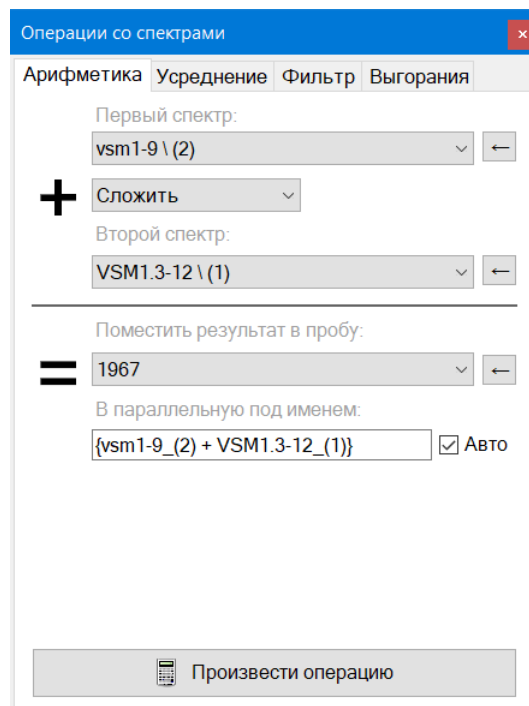 Операции со спектрами
Арифметика Усреднение Фильтр Выгорания
Первый спектр:
vsm1-9 \ (2)
+ Сложить
Второй спектр:
VSM1.3-12 \ (1)
Поместить результат в пробу:
= 1967
В параллельную под именем:
{vsm1-9_(2) + VSM1.3-12_(1)} Авто
Произвести операцию